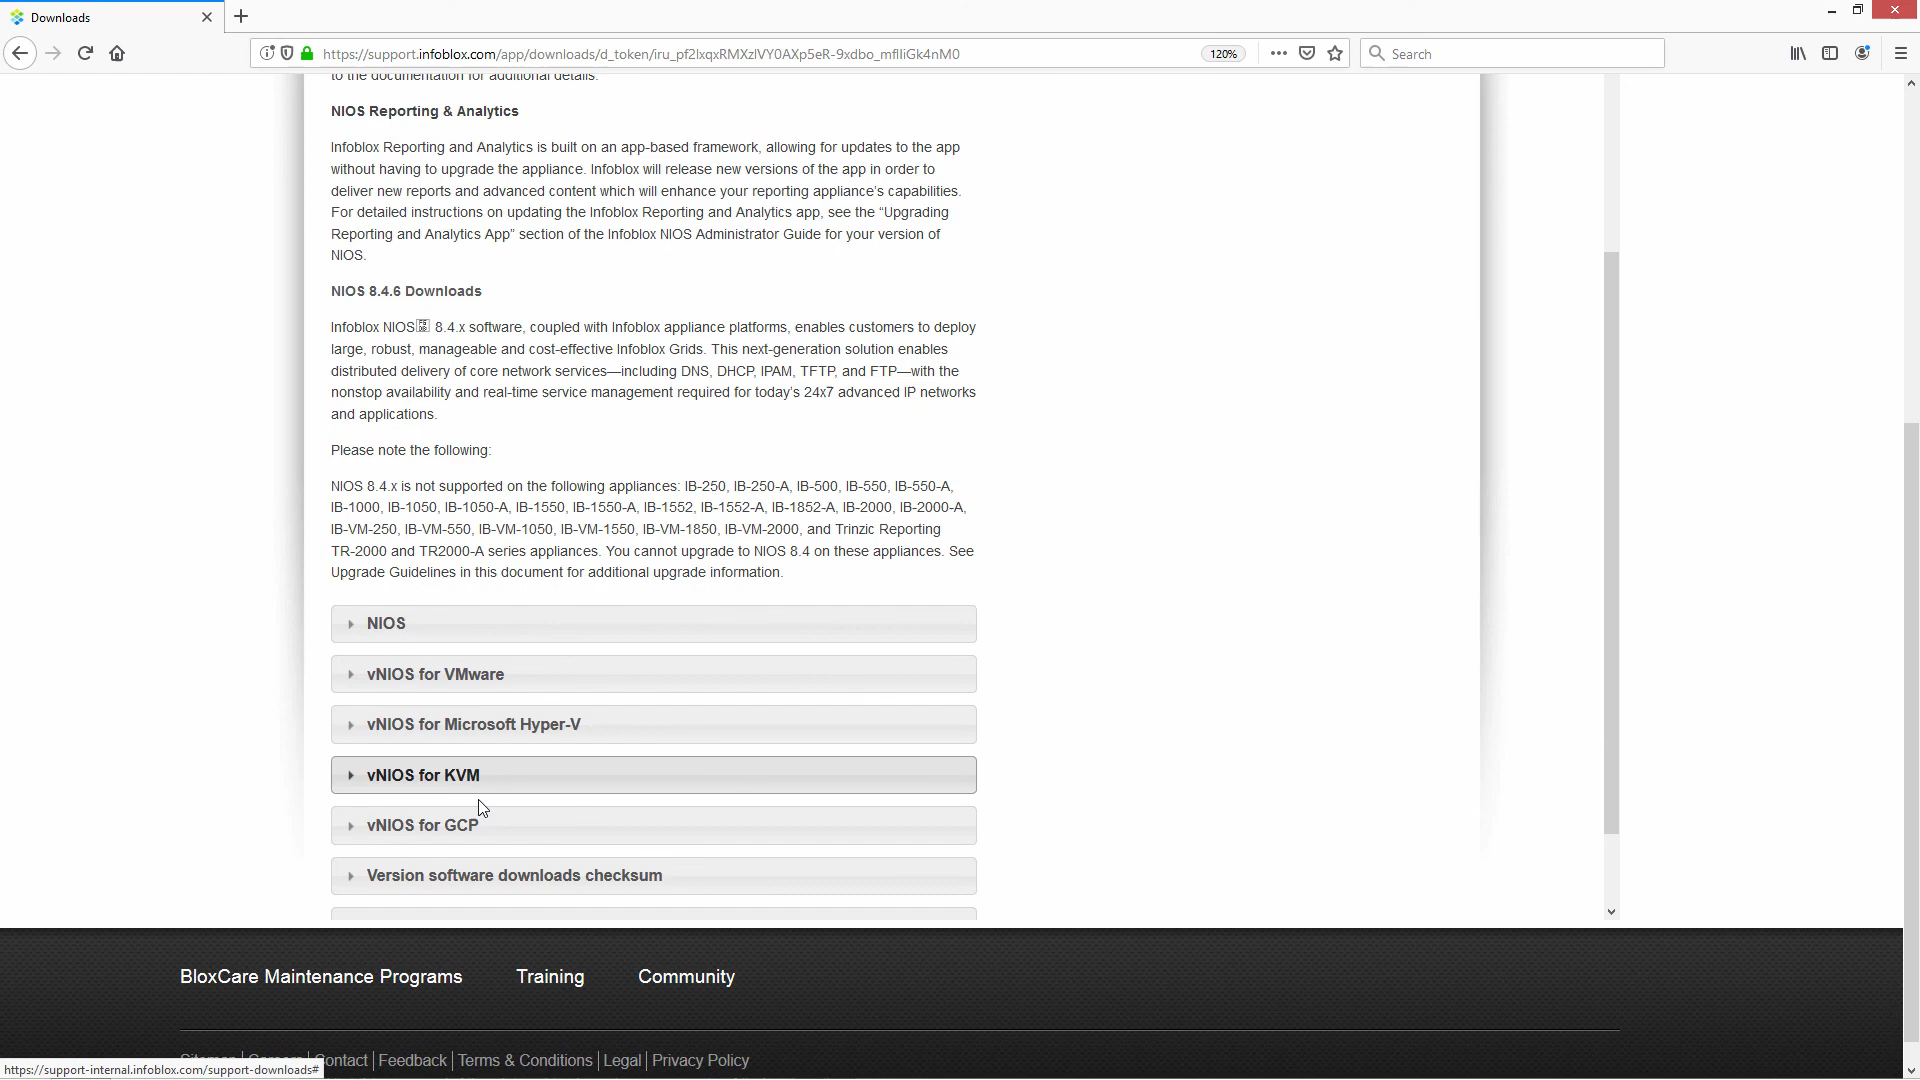 Downloads
https://support.infoblox.com/app/downloads/d_token/iru_pf2lxqxRMXzlVY0AXp5eR-9xdbo_mfIliGk4nM0
120%
Search
to the documentation for additional details.
NIOS Reporting & Analytics
Infoblox Reporting and Analytics is built on an app-based framework, allowing for updates to the app
without having to upgrade the appliance. Infoblox will release new versions of the app in order to
deliver new reports and advanced content which will enhance your reporting appliance's capabilities.
For detailed instructions on updating the Infoblox Reporting and Analytics app, see the “Upgrading
Reporting and Analytics App” section of the Infoblox NIOS Administrator Guide for your version of
NIOS.
NIOS 8.4.6 Downloads
Infoblox NIOS 8.4.x software, coupled with Infoblox appliance platforms, enables customers to deploy
large, robust, manageable and cost-effective Infoblox Grids. This next-generation solution enables
distributed delivery of core network services—including DNS, DHCP, IPAM, TFTP, and FTP—with the
nonstop availability and real-time service management required for today’s 24x7 advanced IP networks
and applications.
Please note the following:
NIOS 8.4.x is not supported on the following appliances: IB-250, IB-250-A, IB-500, IB-550, IB-550-A,
IB-1000, IB-1050, IB-1050-A, IB-1550, IB-1550-A, IB-1552, IB-1552-A, IB-1852-A, IB-2000, IB-2000-A,
IB-VM-250, IB-VM-550, IB-VM-1050, IB-VM-1550, IB-VM-1850, IB-VM-2000, and Trinzic Reporting
TR-2000 and TR2000-A series appliances. You cannot upgrade to NIOS 8.4 on these appliances. See
Upgrade Guidelines in this document for additional upgrade information.
NIOS
vNIOS for VMware
vNIOS for Microsoft Hyper-V
vNIOS for KVM
vNIOS for GCP
Version software downloads checksum
BloxCare Maintenance Programs Training Community
Contact | Feedback | Terms & Conditions | Legal | Privacy Policy
https://support-internal.infoblox.com/support-downloads#